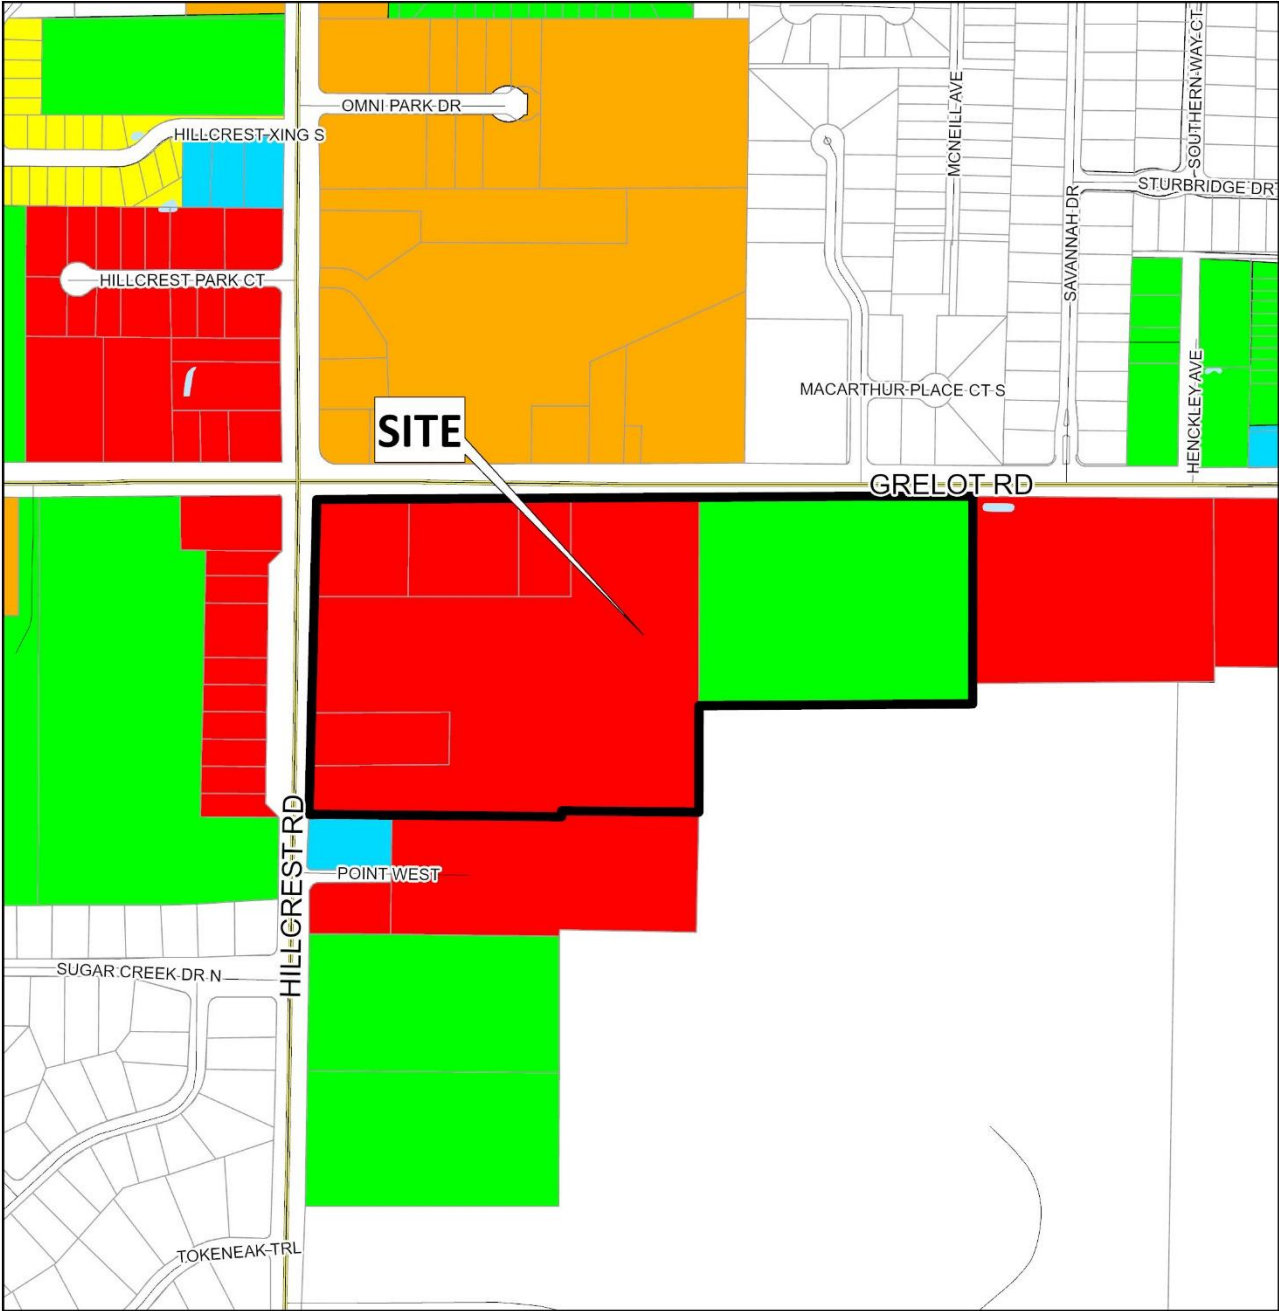 OMNI PARK DR
HILLCREST XING S
MCNEILL AVE
SOUTHERN WAY CT
STURBRIDGE DR
SAVANNAH DR
HILLCREST PARK CT
HENCKLEY AVE
MACARTHUR PLACE CT S
SITE
GRELOT RD
HILLCREST RD
POINT WEST
SUGAR CREEK DR N
TOKENEAK TRL